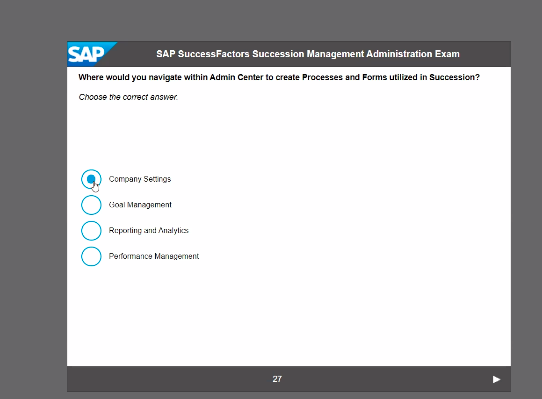 SAP
SAP SuccessFactors Succession Management Administration Exam
Where would you navigate within Admin Center to create Processes and Forms utilized in Succession?
Choose the correct answer.
Company Settings
Goal Management
Reporting and Analytics
Performance Management
27